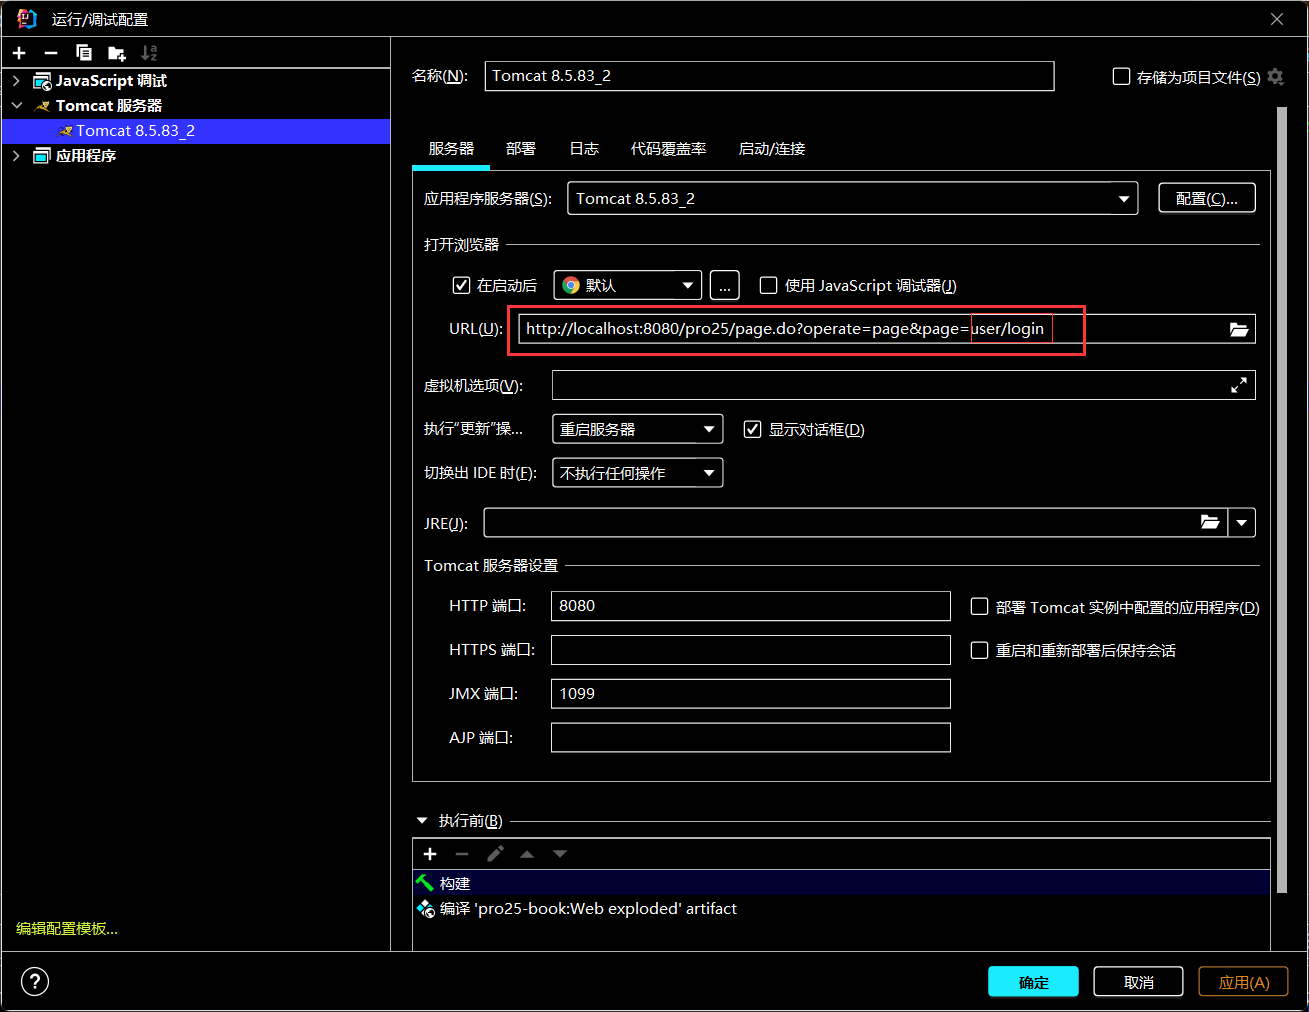 运行/调试配置
JavaScript 调试
Tomcat 服务器
Tomcat 8.5.83_2
应用程序
编辑配置模板...
名称(N):
Tomcat 8.5.83_2
存储为项目文件(S)
服务器 部署 日志 代码覆盖率 启动/连接
应用程序服务器(S):
Tomcat 8.5.83_2
配置(C)...
打开浏览器
在启动后
默认
...
使用 JavaScript 调试器(J)
URL(U):
http://localhost:8080/pro25/page.do?operate=page&page=user/login
虚拟机选项(V):
执行“更新”操...
重启服务器
显示对话框(D)
切换出 IDE 时(F):
不执行任何操作
JRE(J):
Tomcat 服务器设置
HTTP 端口:
8080
部署 Tomcat 实例中配置的应用程序(D)
HTTPS 端口:
重启和重新部署后保持会话
JMX 端口:
1099
AJP 端口:
执行前(B)
构建
编译 'pro25-book:Web exploded' artifact
?
确定
取消
应用(A)